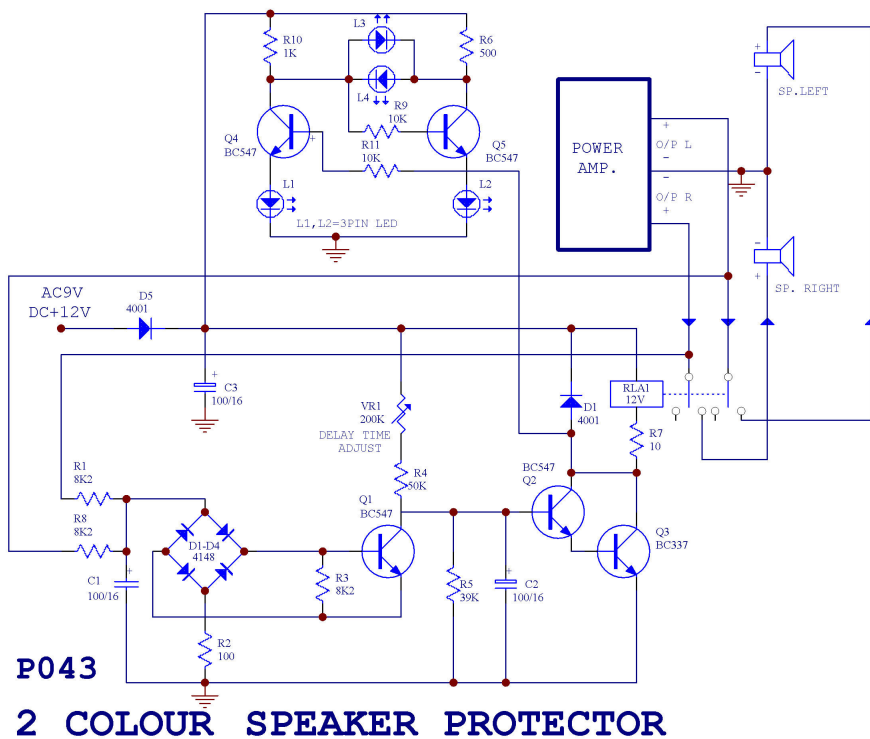 R10
1K
L3
R6
500
L4
R9
10K
Q4
BC547
+
R11
10K
Q5
BC547
L1
L2
L1,L2=3PIN LED
POWER
AMP.
+
O/P L
−
−
O/P R
+
+
−
SP.LEFT
−
+
SP. RIGHT
AC9V
DC+12V
D5
4001
+
C3
100/16
VR1
200K
DELAY TIME
ADJUST
D1
4001
RLA1
12V
R7
10
R4
50K
R1
8K2
R8
8K2
Q1
BC547
BC547
Q2
Q3
BC337
D1-D4
4148
+
C1
100/16
R3
8K2
R5
39K
+
C2
100/16
R2
100
P043
2 COLOUR SPEAKER PROTECTOR